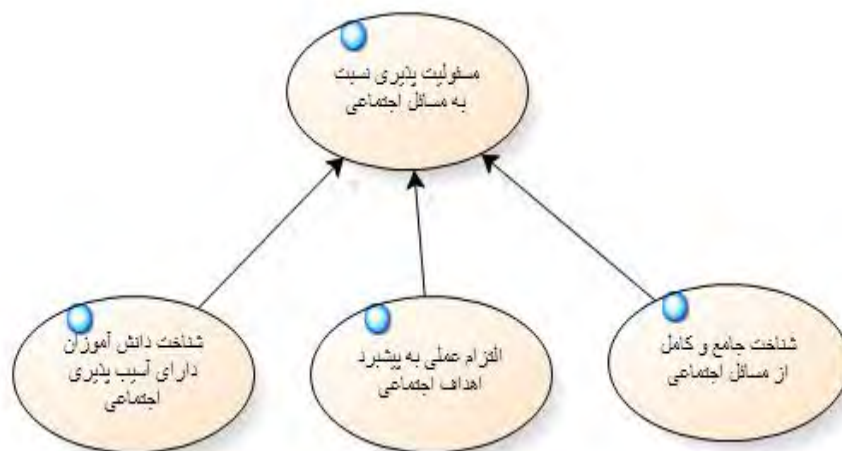 مسئولیت پذیری نسبت
به مسائل اجتماعی
شناخت جامع و کامل
از مسائل اجتماعی
التزام عملی به پیشبرد
اهداف اجتماعی
شناخت دانش آموزان
دارای آسیب پذیری
اجتماعی